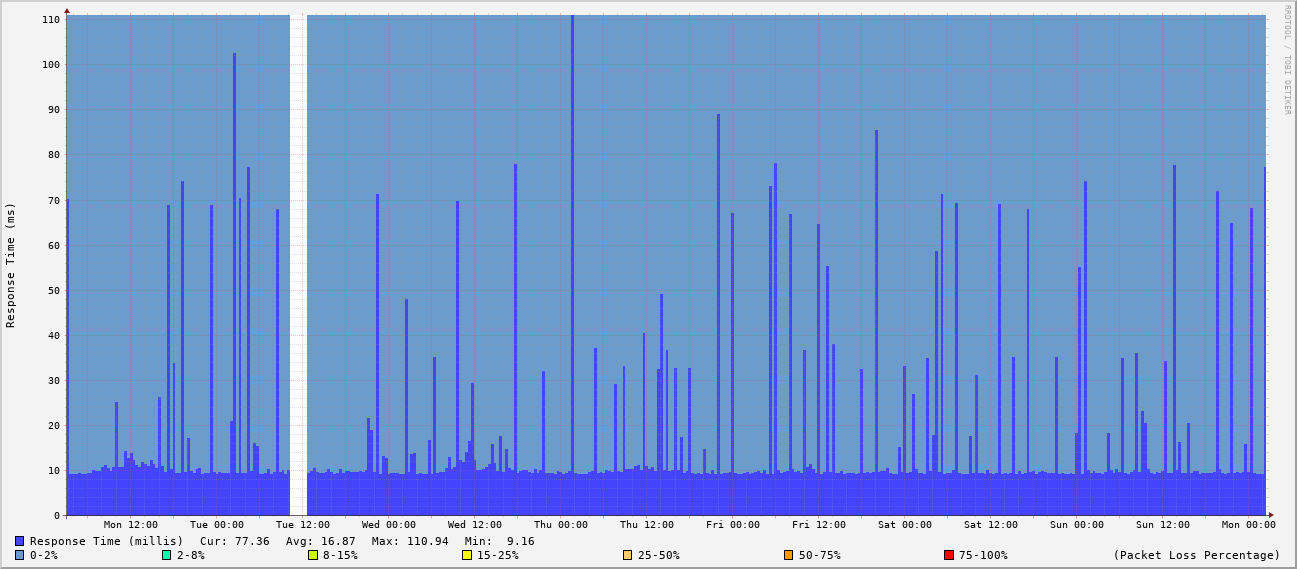 RRDTOOL / TOBI OETIKER
Response Time (ms)
110
100
90
80
70
60
50
40
30
20
10
0
Mon 12:00 Tue 00:00 Tue 12:00 Wed 00:00 Wed 12:00 Thu 00:00 Thu 12:00 Fri 00:00 Fri 12:00 Sat 00:00 Sat 12:00 Sun 00:00 Sun 12:00 Mon 00:00
Response Time (millis) Cur: 77.36 Avg: 16.87 Max: 110.94 Min: 9.16
0-2% 2-8% 8-15% 15-25% 25-50% 50-75% 75-100% (Packet Loss Percentage)